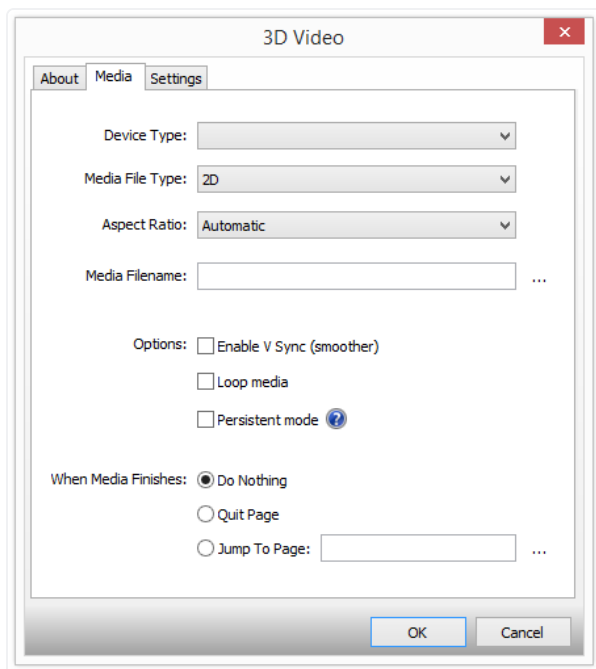 3D Video
About Media Settings
Device Type:
Media File Type: 2D
Aspect Ratio: Automatic
Media Filename: ...
Options: Enable V Sync (smoother)
Loop media
Persistent mode ?
When Media Finishes: Do Nothing
Quit Page
Jump To Page: ...
OK Cancel